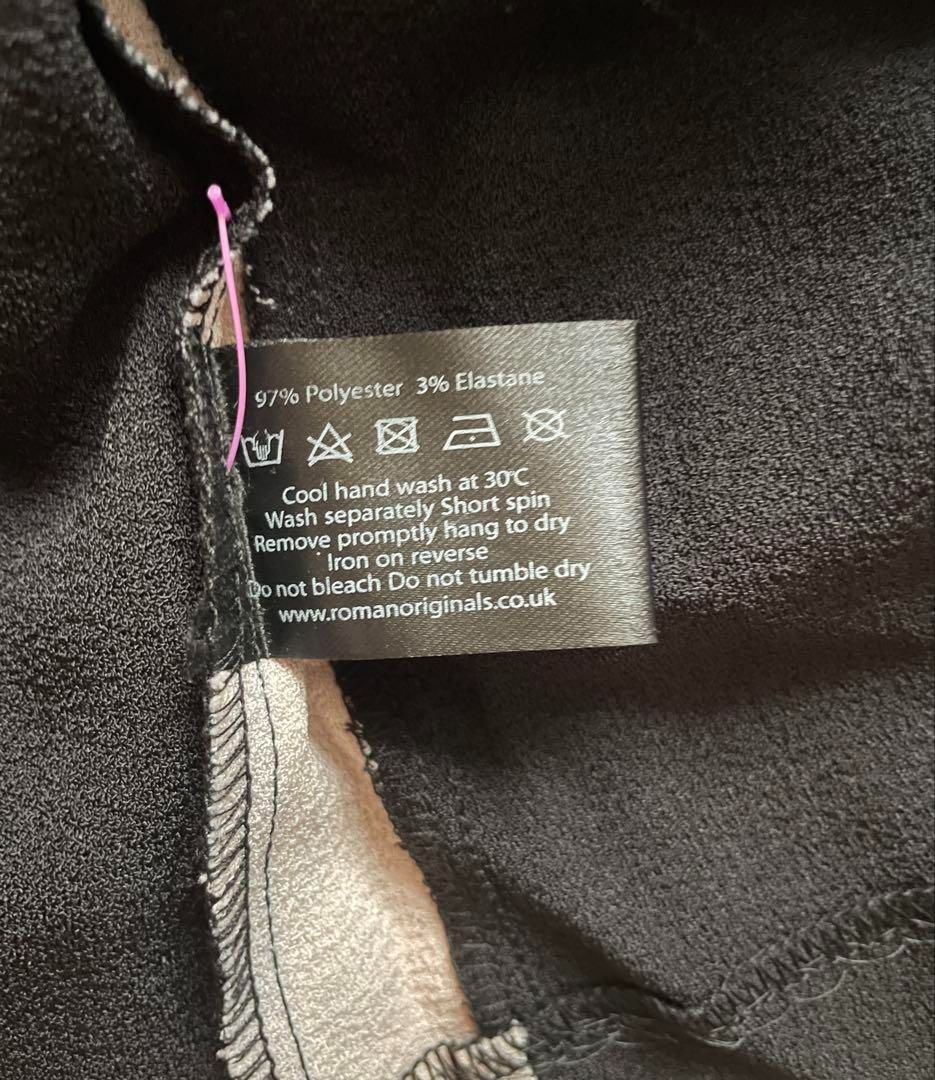 97% Polyester 3% Elastane
Cool hand wash at 30°C
Wash separately Short spin
Remove promptly hang to dry
Iron on reverse
Do not bleach Do not tumble dry
www.romanoriginals.co.uk